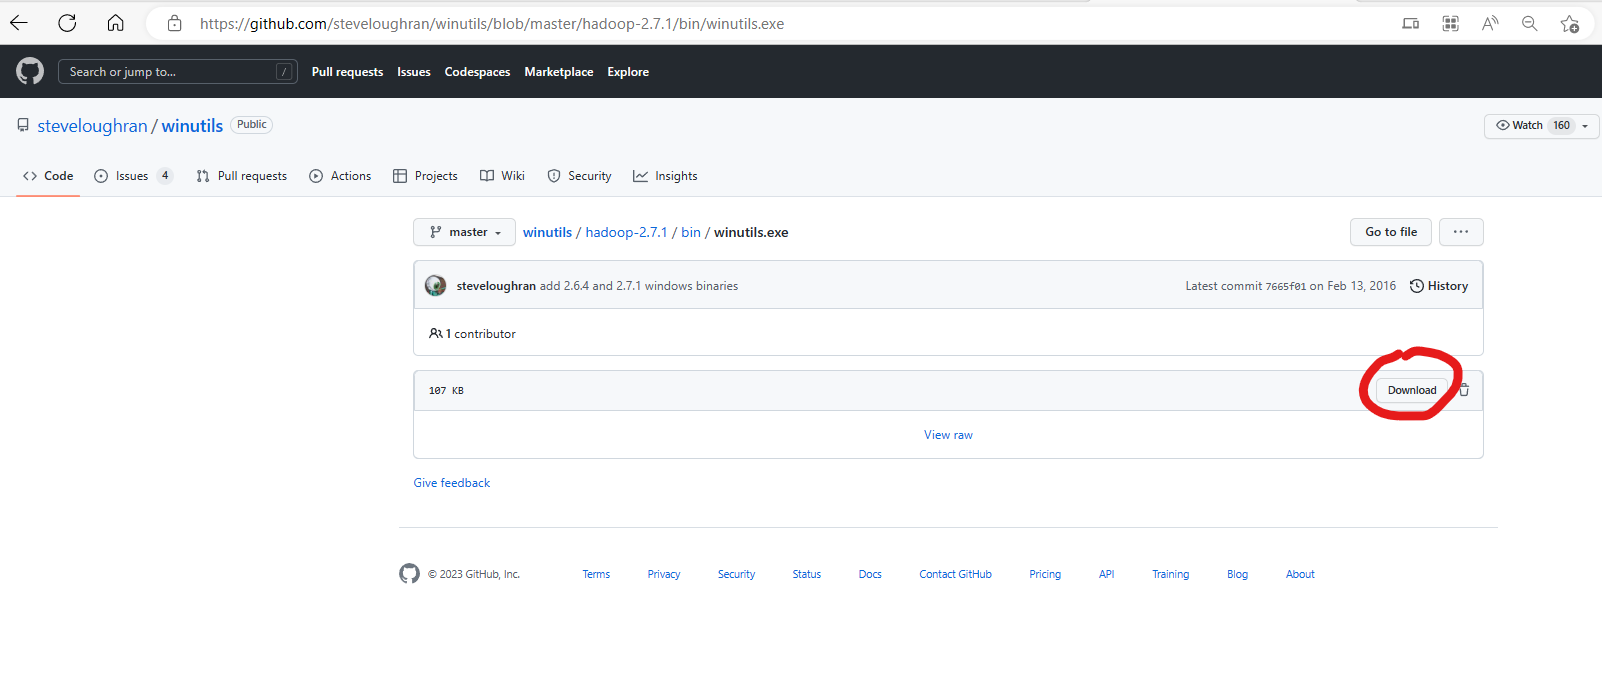 https://github.com/steveloughran/winutils/blob/master/hadoop-2.7.1/bin/winutils.exe
Search or jump to... / Pull requests Issues Codespaces Marketplace Explore
steveloughran / winutils Public Watch 160
Code Issues 4 Pull requests Actions Projects Wiki Security Insights
master winutils / hadoop-2.7.1 / bin / winutils.exe Go to file ...
steveloughran add 2.6.4 and 2.7.1 windows binaries Latest commit 7665f01 on Feb 13, 2016 History
1 contributor
107 KB Download
View raw
Give feedback
© 2023 GitHub, Inc. Terms Privacy Security Status Docs Contact GitHub Pricing API Training Blog About